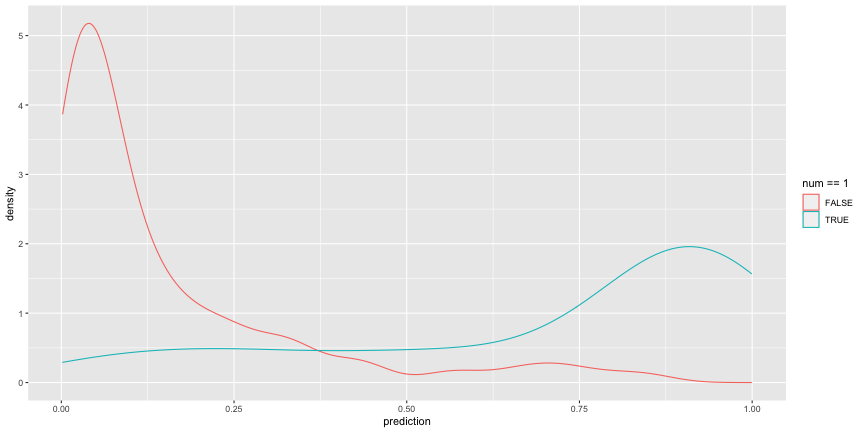 5
4
3
2
1
0
density
0.00 0.25 0.50 0.75 1.00
prediction
num == 1
FALSE
TRUE